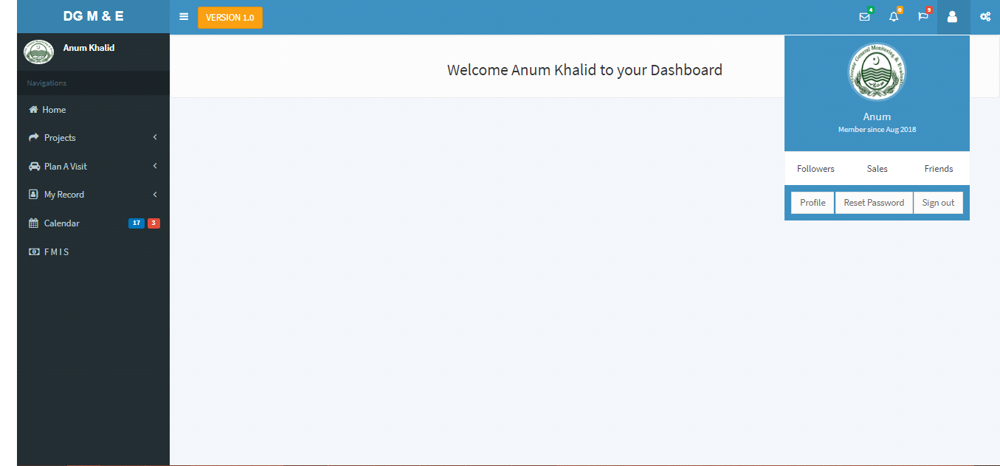 DG M & E
VERSION 1.0
4
0
9
Anum Khalid
Navigations
Home
Projects
Plan A Visit
My Record
Calendar 17 3
F M I S
Welcome Anum Khalid to your Dashboard
Anum
Member since Aug 2018
Followers Sales Friends
Profile Reset Password Sign out